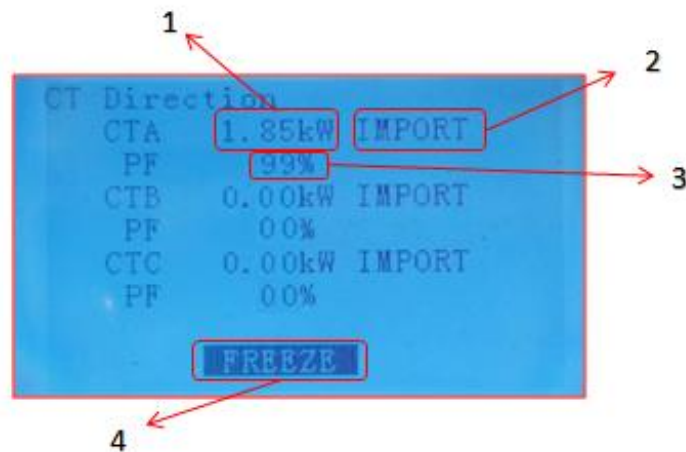 1
2
CT Direction
CTA 1.85kW IMPORT
PF 99%
3
CTB 0.00kW IMPORT
PF 00%
CTC 0.00kW IMPORT
PF 00%
FREEZE
4